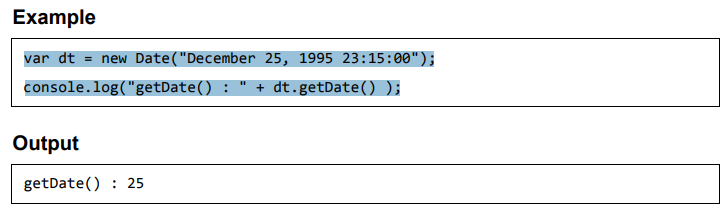 Example
var dt = new Date("December 25, 1995 23:15:00");
console.log("getDate() : " + dt.getDate() );
Output
getDate() : 25